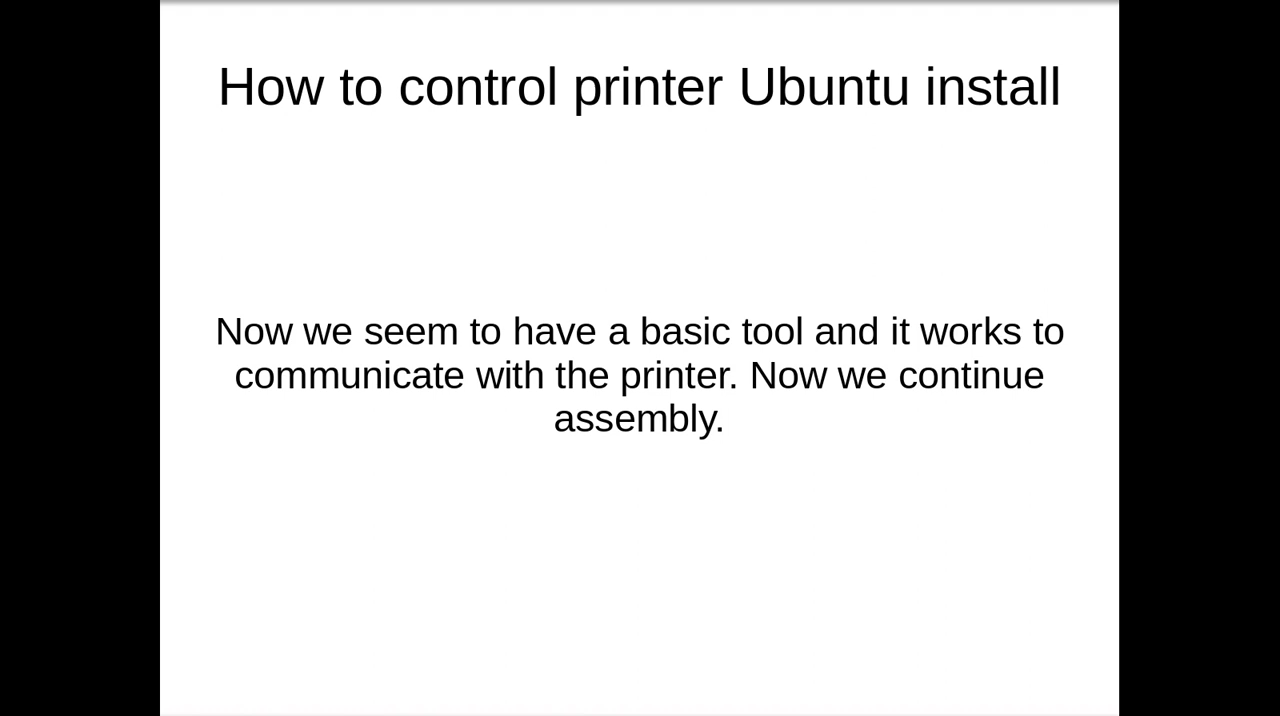 How to control printer Ubuntu install
Now we seem to have a basic tool and it works to
communicate with the printer. Now we continue
assembly.